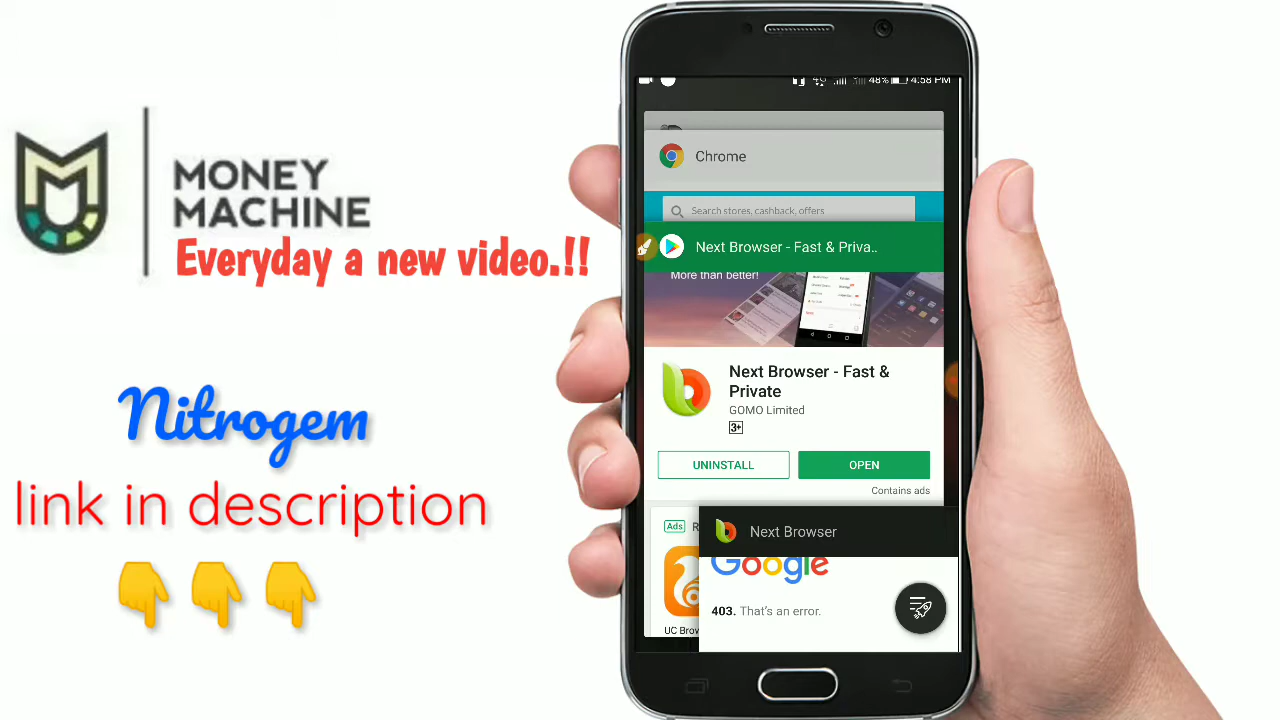 MONEY
MACHINE
Everyday a new video.!!
Nitrogem
link in description
48% 4:58 PM
Chrome
Search stores, cashback, offers
Next Browser - Fast & Priva..
More than better!
Next Browser - Fast &
Private
GOMO Limited
3+
UNINSTALL
OPEN
Contains ads
Ads
Next Browser
Google
403. That's an error.
UC Brow